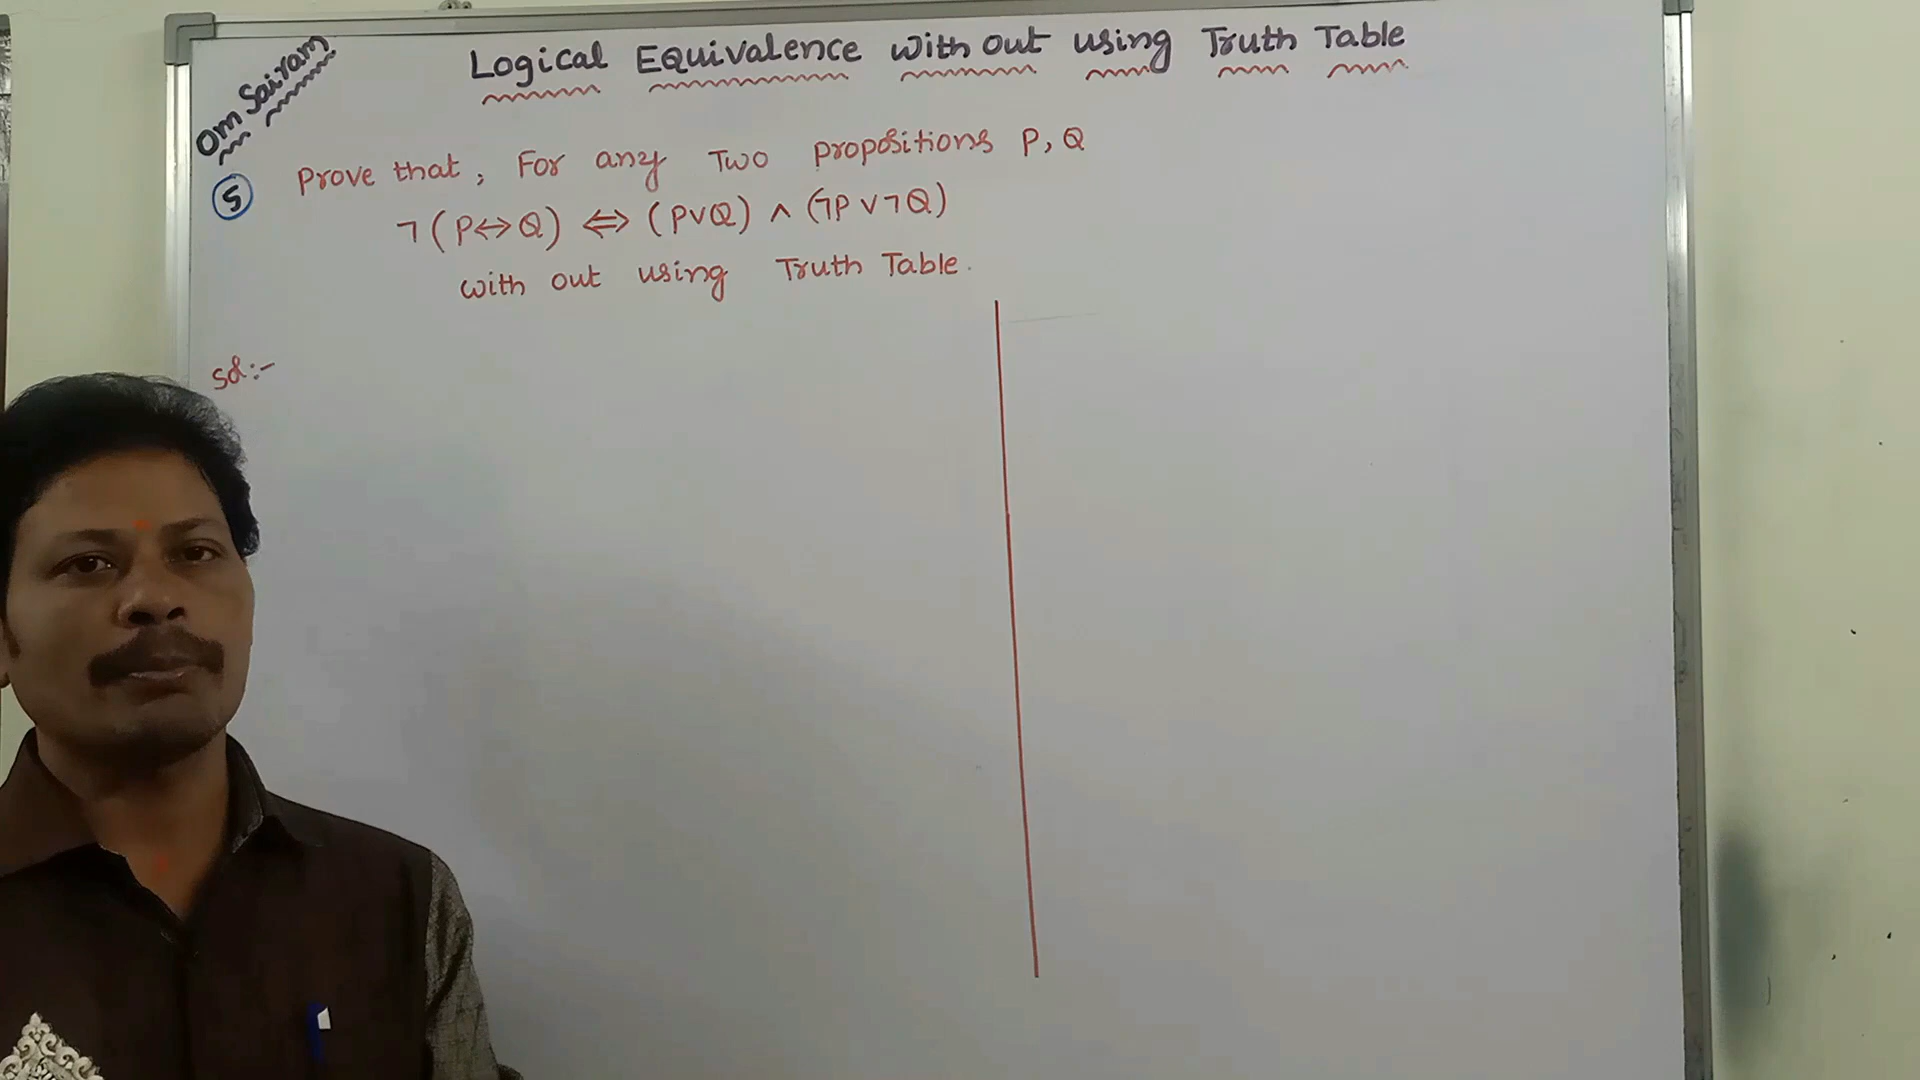 Logical Equivalence with out using Truth Table
Om Sairam
5 Prove that, For any Two propositions P, Q
¬(P↔Q) ⇔ (P∨Q) ∧ (¬P∨¬Q)
with out using Truth Table.
Sol:-